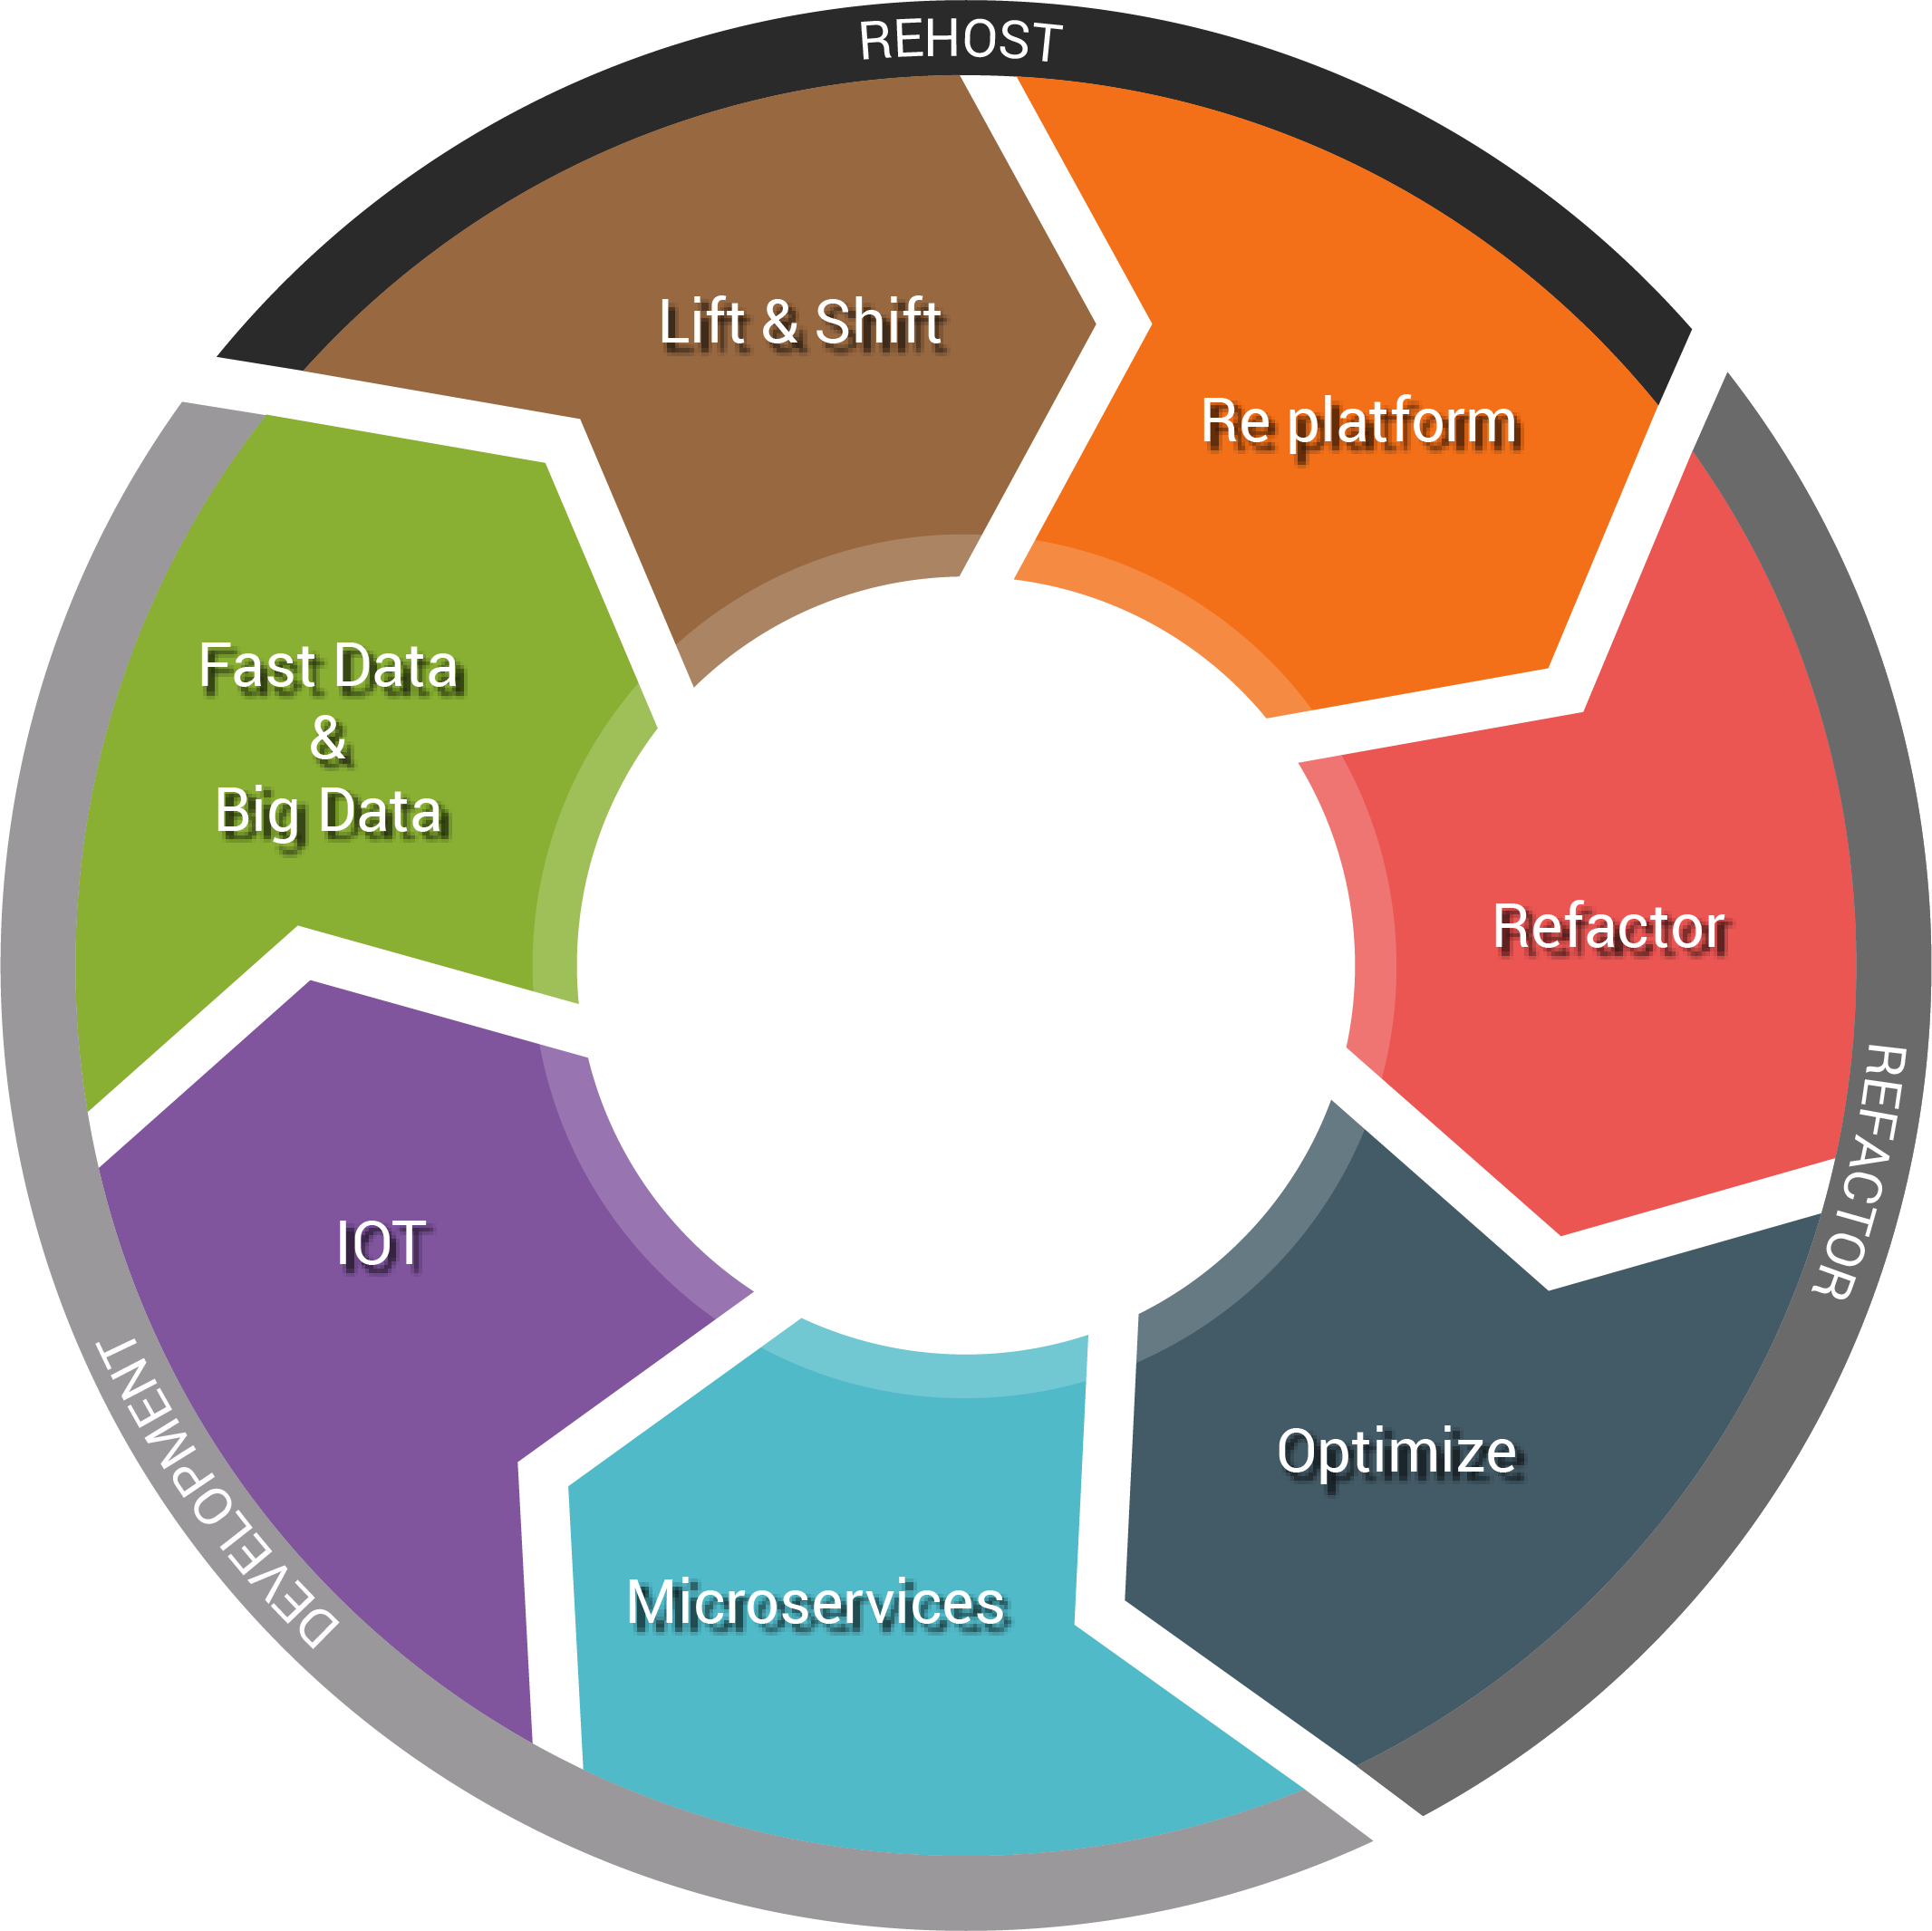 REHOST
Lift & Shift
Re platform
Fast Data
&
Big Data
Refactor
REFACTOR
IOT
DEVELOPMENT
Optimize
Microservices